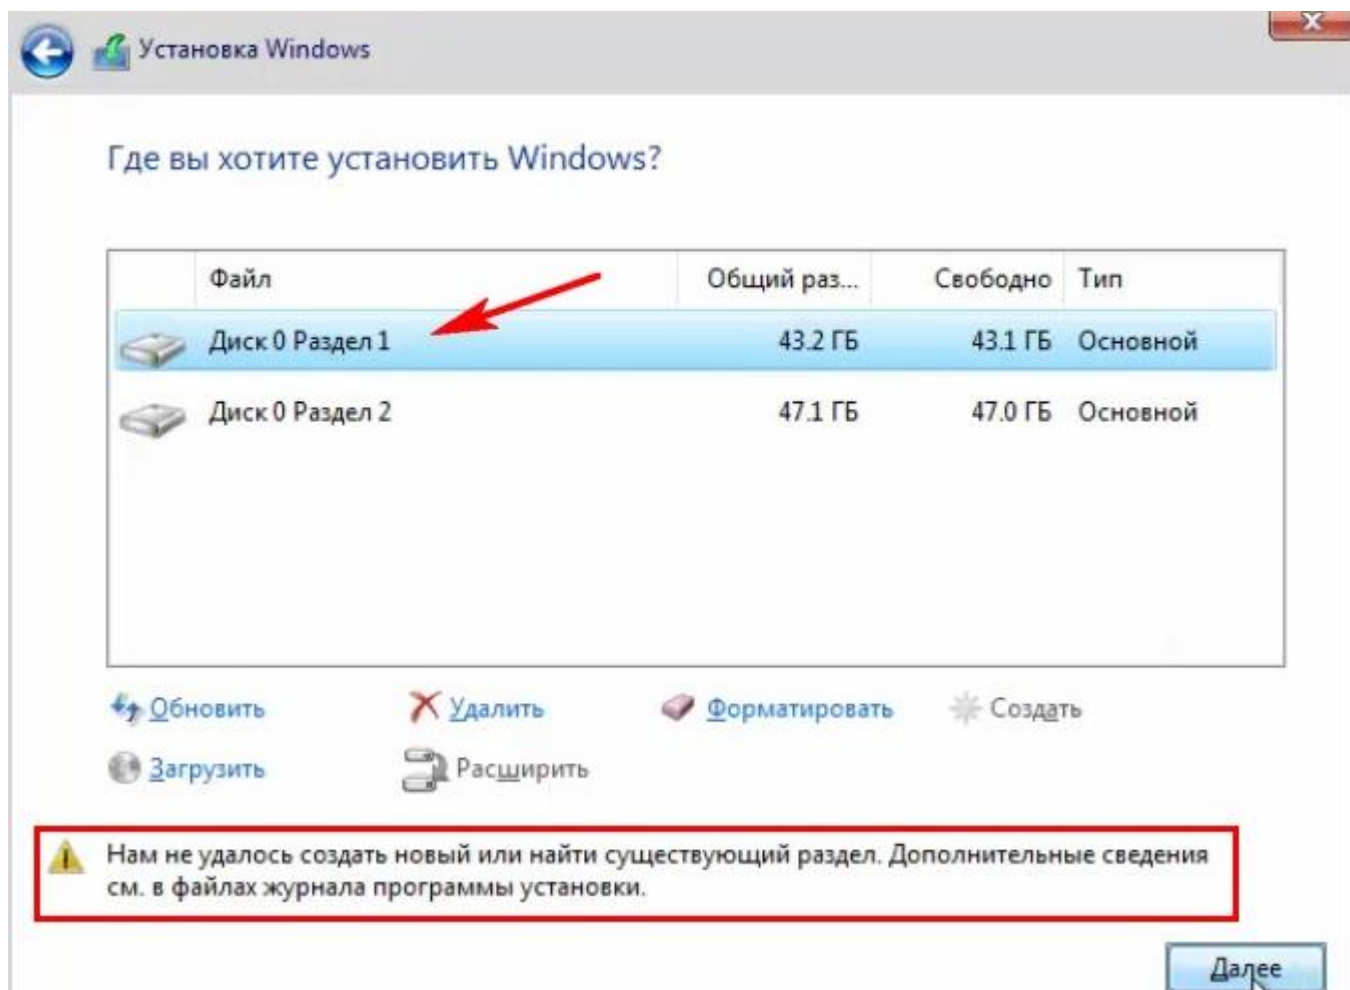 Установка Windows
Где вы хотите установить Windows?
Файл Общий раз... Свободно Тип
Диск 0 Раздел 1 43.2 ГБ 43.1 ГБ Основной
Диск 0 Раздел 2 47.1 ГБ 47.0 ГБ Основной
Обновить Удалить Форматировать Создать
Загрузить Расширить
Нам не удалось создать новый или найти существующий раздел. Дополнительные сведения
см. в файлах журнала программы установки.
Далее